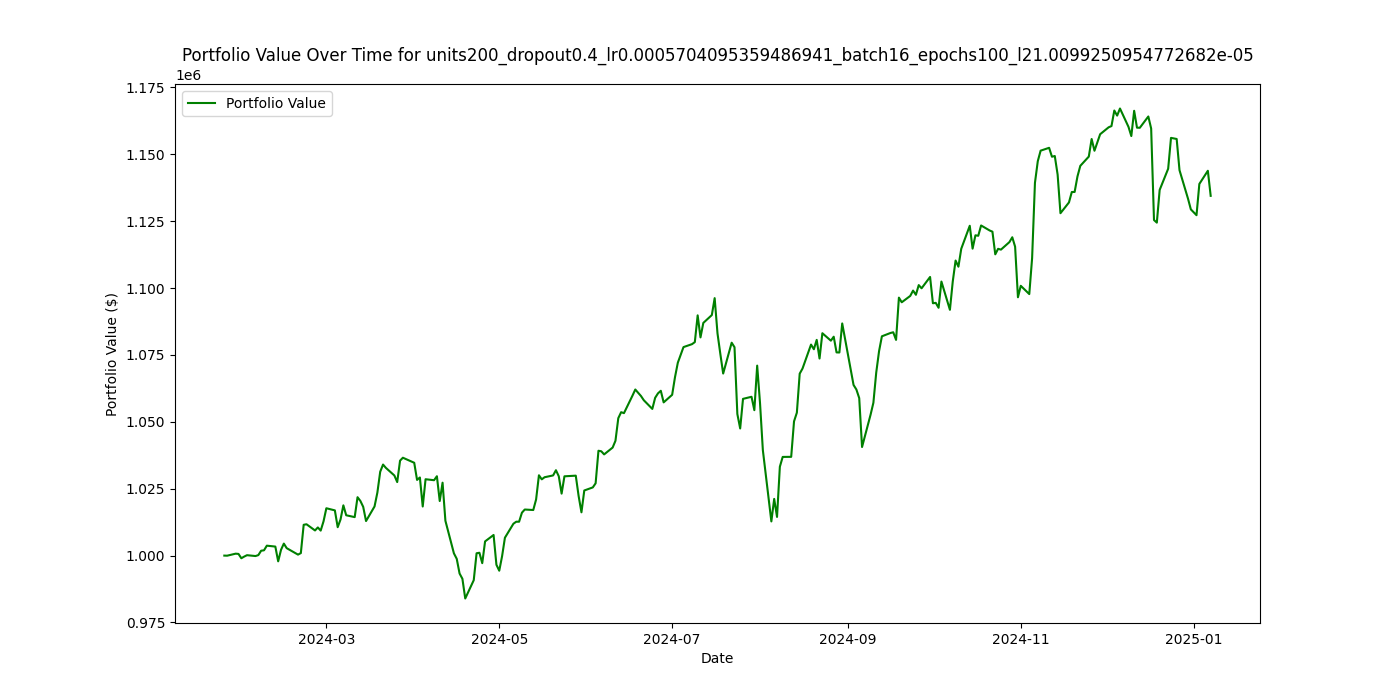 Portfolio Value Over Time for units200_dropout0.4_lr0.0005704095359486941_batch16_epochs100_l21.0099250954772682e-05
1e6
Portfolio Value
1.175
1.150
1.125
1.100
1.075
1.050
1.025
1.000
0.975
Portfolio Value ($)
2024-03 2024-05 2024-07 2024-09 2024-11 2025-01
Date